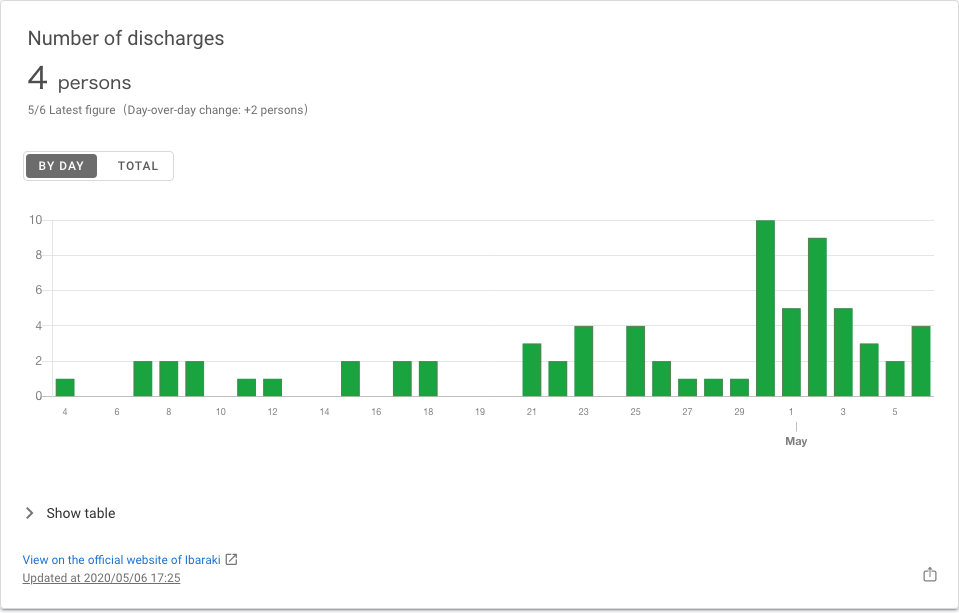 Number of discharges
4 persons
5/6 Latest figure（Day-over-day change: +2 persons）
BY DAY TOTAL
10
8
6
4
2
0
4 6 8 10 12 14 16 18 19 21 23 25 27 29 1 3 5
May
Show table
View on the official website of Ibaraki
Updated at 2020/05/06 17:25